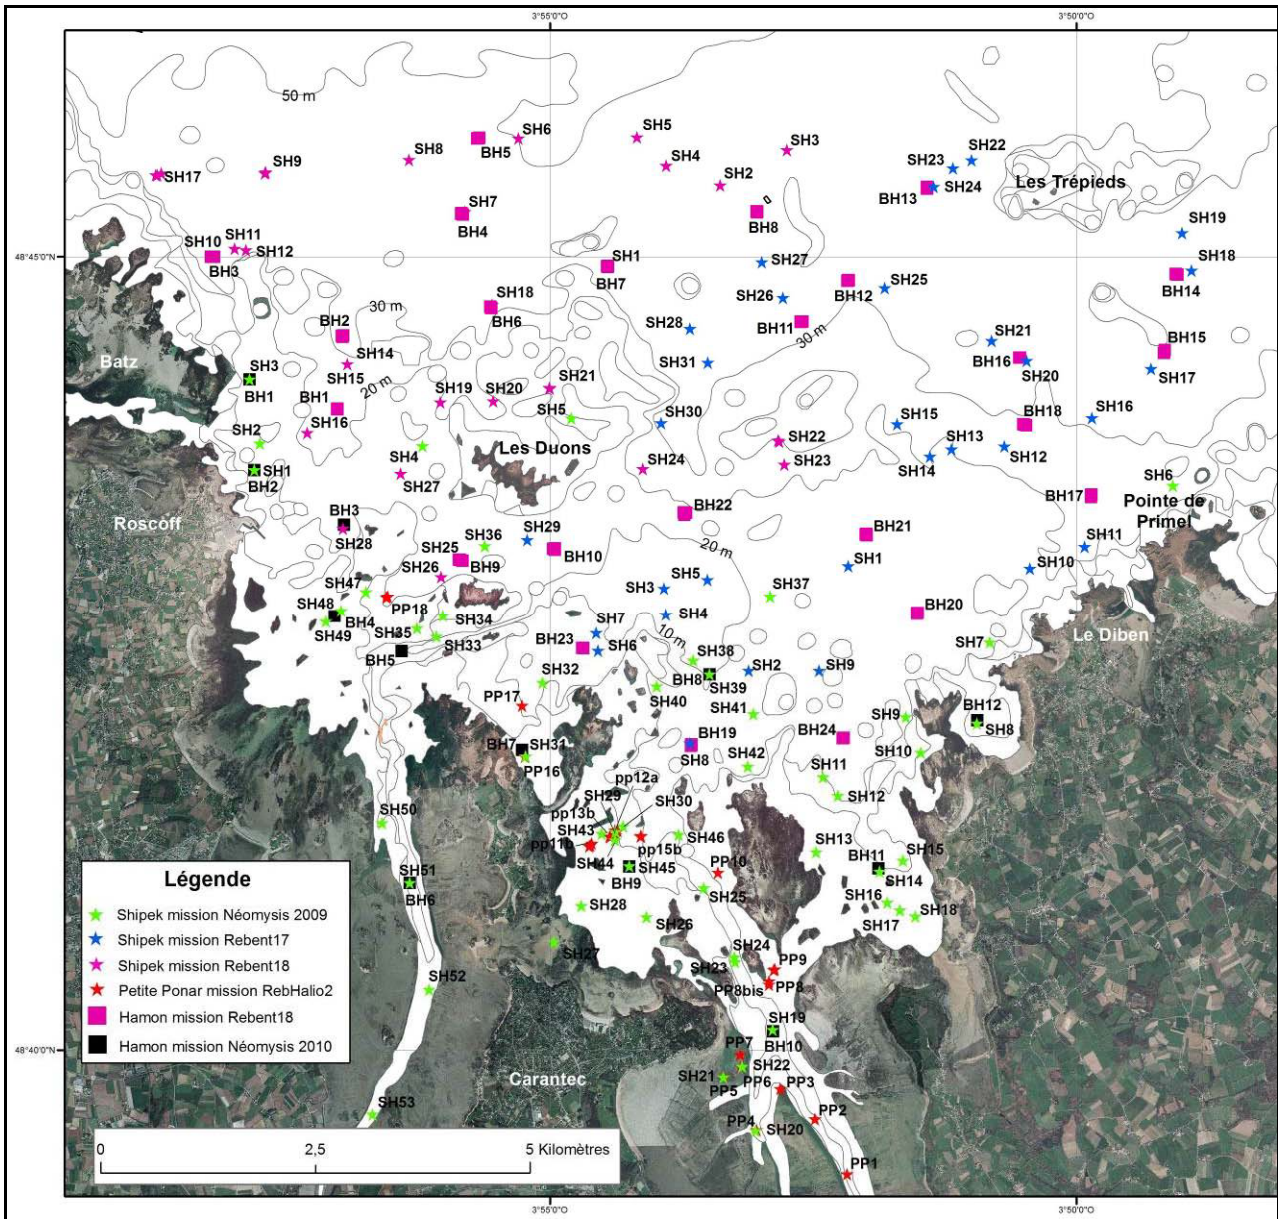 3°55'0"O
3°50'0"O
50 m
SH6
SH5
BH5
SH8
SH4
SH3
SH22
SH23
SH9
SH17
SH2
SH24
BH13
Les Trépieds
SH7
BH4
BH8
SH19
SH11
SH10
SH12
BH3
48°45'0"N
48°45'0"N
SH1
BH7
SH27
SH18
BH14
SH25
BH12
SH26
30 m
SH18
BH6
BH2
SH28
BH11
30 m
SH21
BH15
Batz
SH14
SH15
SH31
BH16
SH20
SH17
SH3
BH1
20 m
BH1
SH19
SH20
SH21
SH5
SH30
SH15
BH18
SH16
SH2
SH16
Les Duons
SH22
SH13
SH12
SH4
SH24
SH23
SH14
SH1
BH2
SH27
SH6
BH17
Pointe de
Primel
Roscoff
BH3
SH28
BH22
BH21
SH36
SH29
SH25
BH9
BH10
20 m
SH11
SH1
SH10
SH26
SH3
SH5
SH37
SH47
SH48
PP18
BH4
SH49
SH34
SH35
SH33
SH4
BH20
Le Diben
SH7
10 m
BH23
SH6
SH7
BH5
SH38
BH8
SH39
SH2
SH9
SH32
SH40
PP17
SH41
SH9
BH12
SH8
BH7
SH31
BH19
SH8
BH24
SH10
PP16
SH42
pp12a
SH11
SH29
SH12
pp13b
SH30
SH50
SH43
pp11b
pp15b
SH46
SH13
SH44
SH45
BH9
PP10
BH11
SH15
SH14
SH51
BH6
SH25
SH16
SH28
SH26
SH17
SH18
Légende
Shipek mission Néomysis 2009
Shipek mission Rebent17
Shipek mission Rebent18
Petite Ponar mission RebHalio2
Hamon mission Rebent18
Hamon mission Néomysis 2010
SH27
SH24
SH23
PP9
PP8
PP8bis
SH52
SH19
BH10
48°40'0"N
48°40'0"N
PP7
SH22
SH21
PP5
PP6
PP3
Carantec
PP2
PP4
SH20
SH53
PP1
0
2,5
5 Kilomètres
3°55'0"O
3°50'0"O